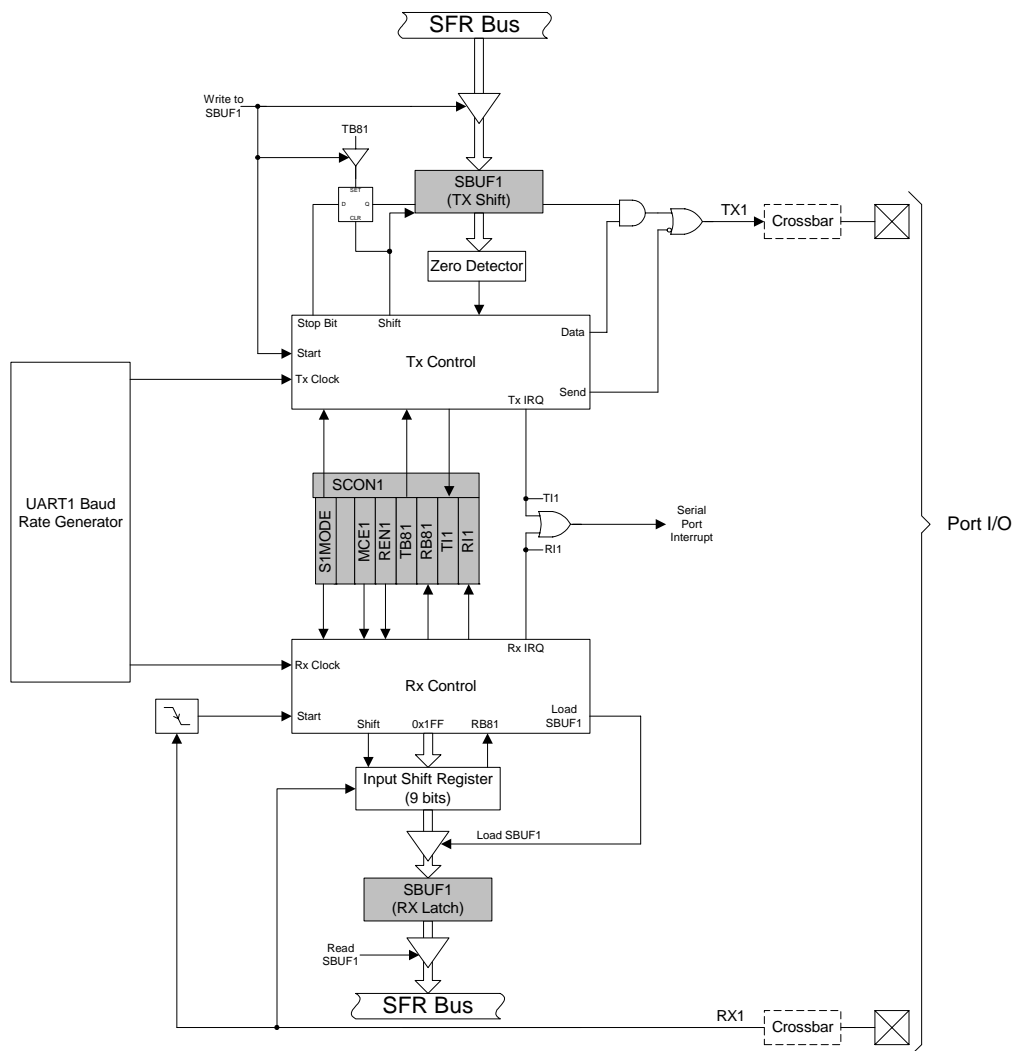 SFR Bus
Write to
SBUF1
TB81
SET
D
Q
CLR
SBUF1
(TX Shift)
TX1
Crossbar
Zero Detector
Stop Bit
Shift
Data
Start
Tx Control
Tx Clock
Send
Tx IRQ
UART1 Baud
Rate Generator
SCON1
S1MODE
MCE1
REN1
TB81
RB81
TI1
RI1
TI1
Serial
Port
Interrupt
RI1
Port I/O
Rx IRQ
Rx Clock
Rx Control
Start
Load
SBUF1
Shift
0x1FF
RB81
Input Shift Register
(9 bits)
Load SBUF1
SBUF1
(RX Latch)
Read
SBUF1
SFR Bus
RX1
Crossbar